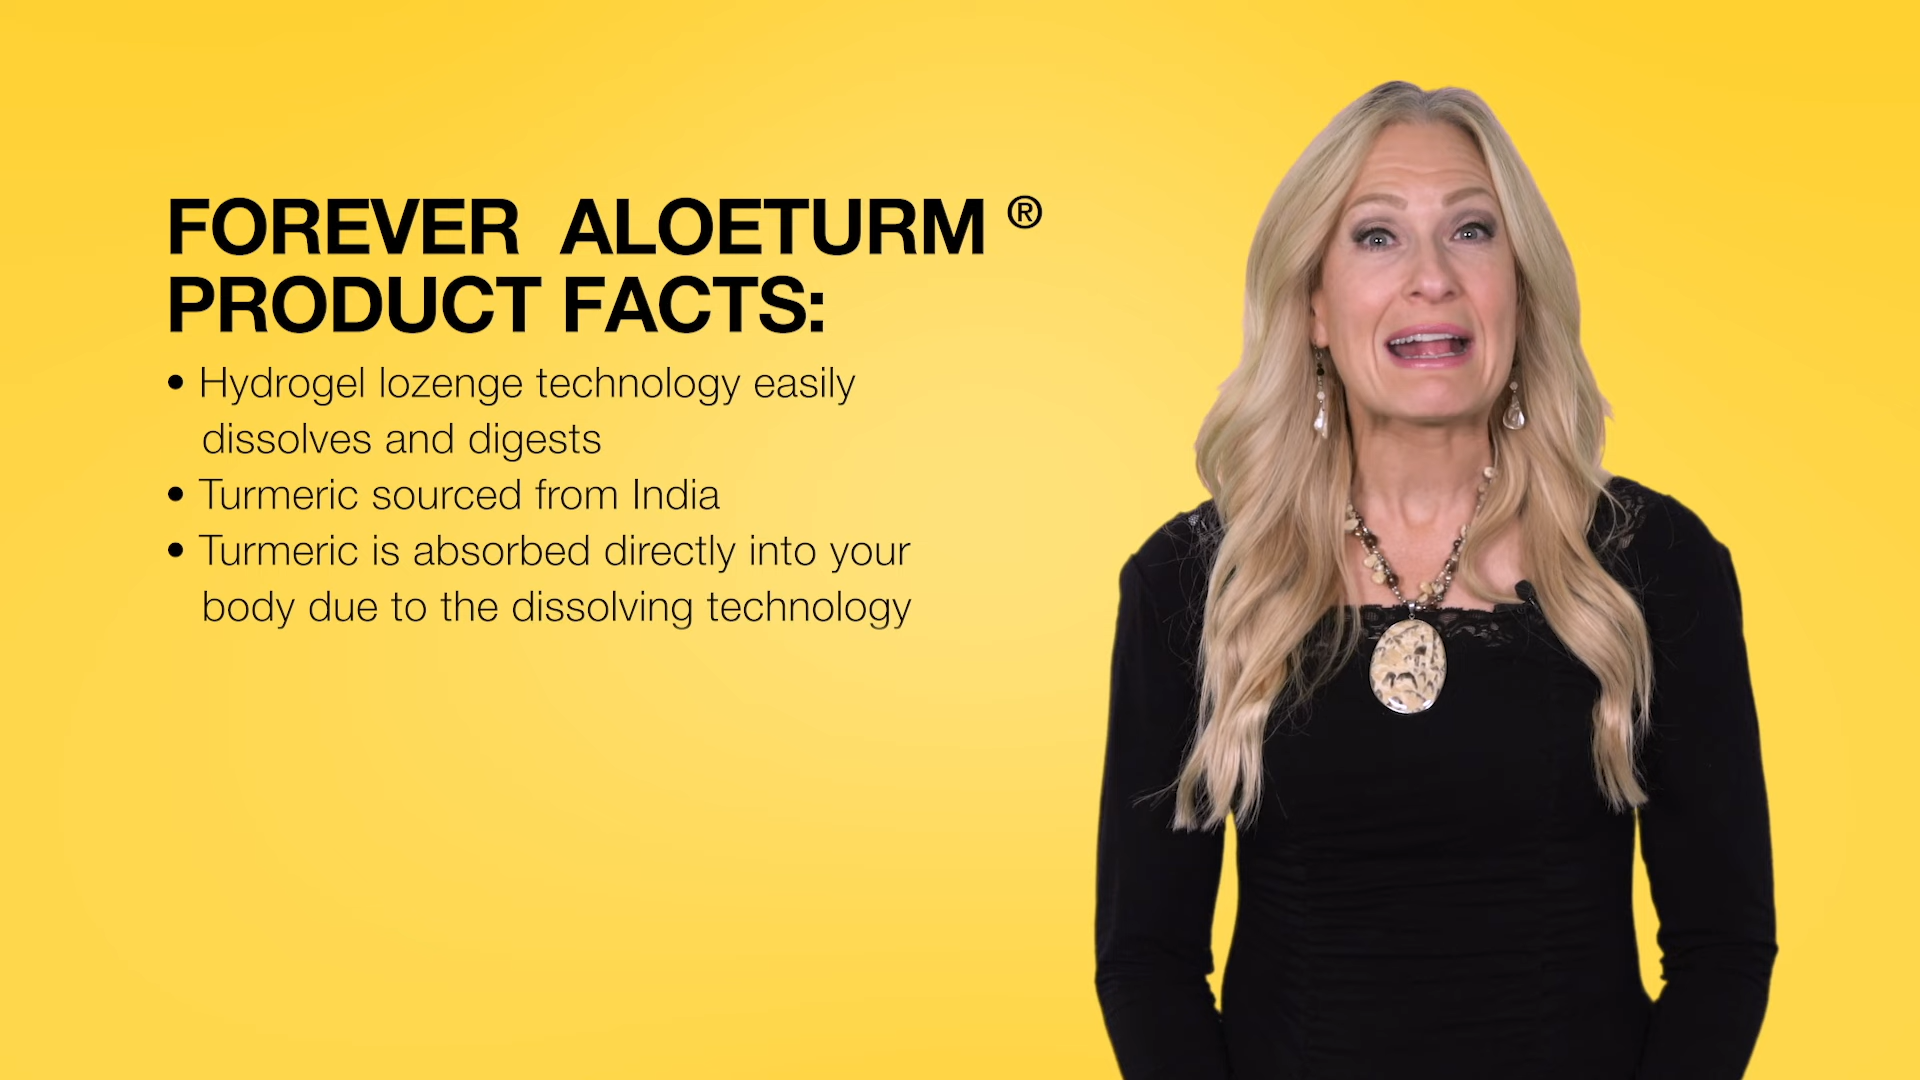 FOREVER ALOETURM ®
PRODUCT FACTS:
• Hydrogel lozenge technology easily
dissolves and digests
• Turmeric sourced from India
• Turmeric is absorbed directly into your
body due to the dissolving technology